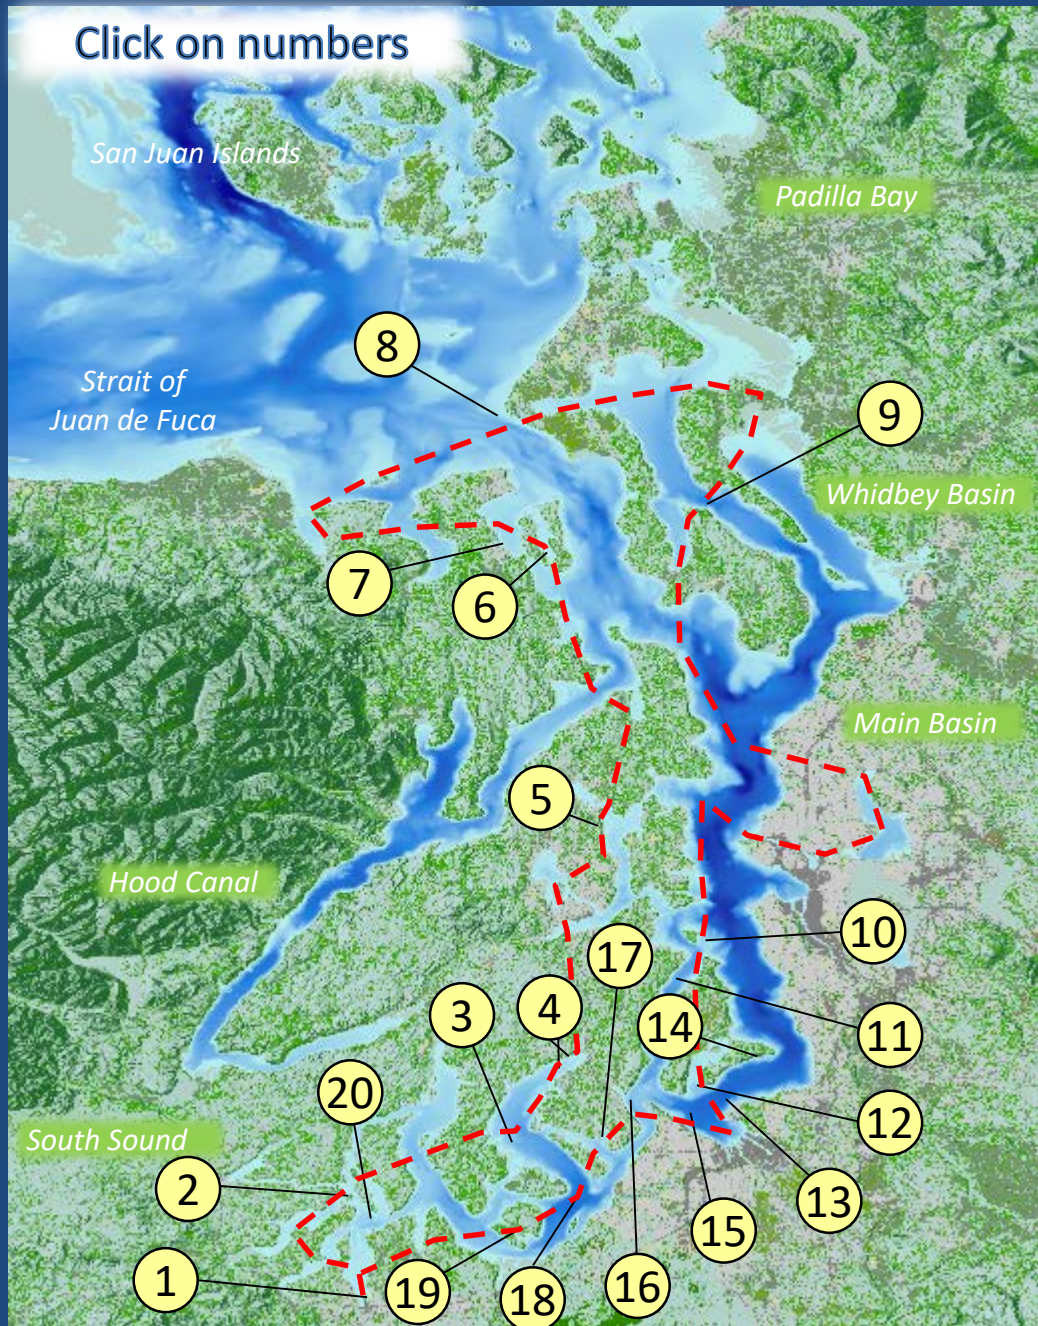 Click on numbers
San Juan Islands
Padilla Bay
8
Strait of
Juan de Fuca
9
Whidbey Basin
7
6
Main Basin
5
Hood Canal
10
17
4
3
14
11
20
12
South Sound
2
13
15
1
19
18
16